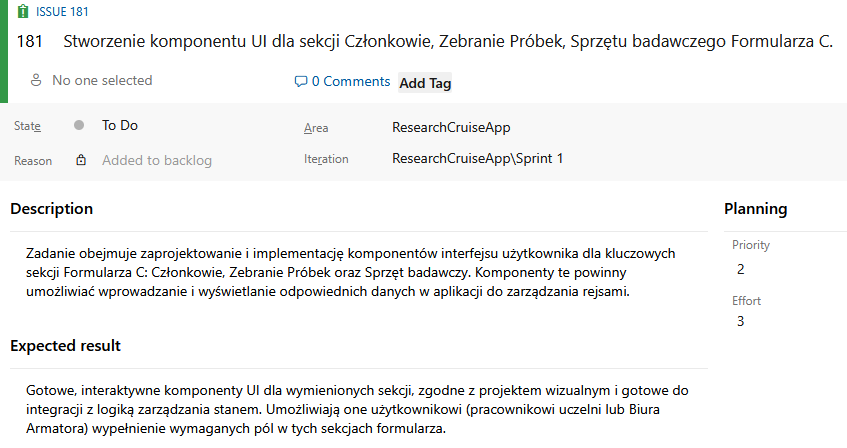 ISSUE 181
181 Stworzenie komponentu UI dla sekcji Członkowie, Zebranie Próbek, Sprzętu badawczego Formularza C.
No one selected 0 Comments Add Tag
State To Do Area ResearchCruiseApp
Reason Added to backlog Iteration ResearchCruiseApp\Sprint 1
Description
Zadanie obejmuje zaprojektowanie i implementację komponentów interfejsu użytkownika dla kluczowych
sekcji Formularza C: Członkowie, Zebranie Próbek oraz Sprzęt badawczy. Komponenty te powinny
umożliwiać wprowadzanie i wyświetlanie odpowiednich danych w aplikacji do zarządzania rejsami.
Expected result
Gotowe, interaktywne komponenty UI dla wymienionych sekcji, zgodne z projektem wizualnym i gotowe do
integracji z logiką zarządzania stanem. Umożliwiają one użytkownikowi (pracownikowi uczelni lub Biura
Armatora) wypełnienie wymaganych pól w tych sekcjach formularza.
Planning
Priority
2
Effort
3